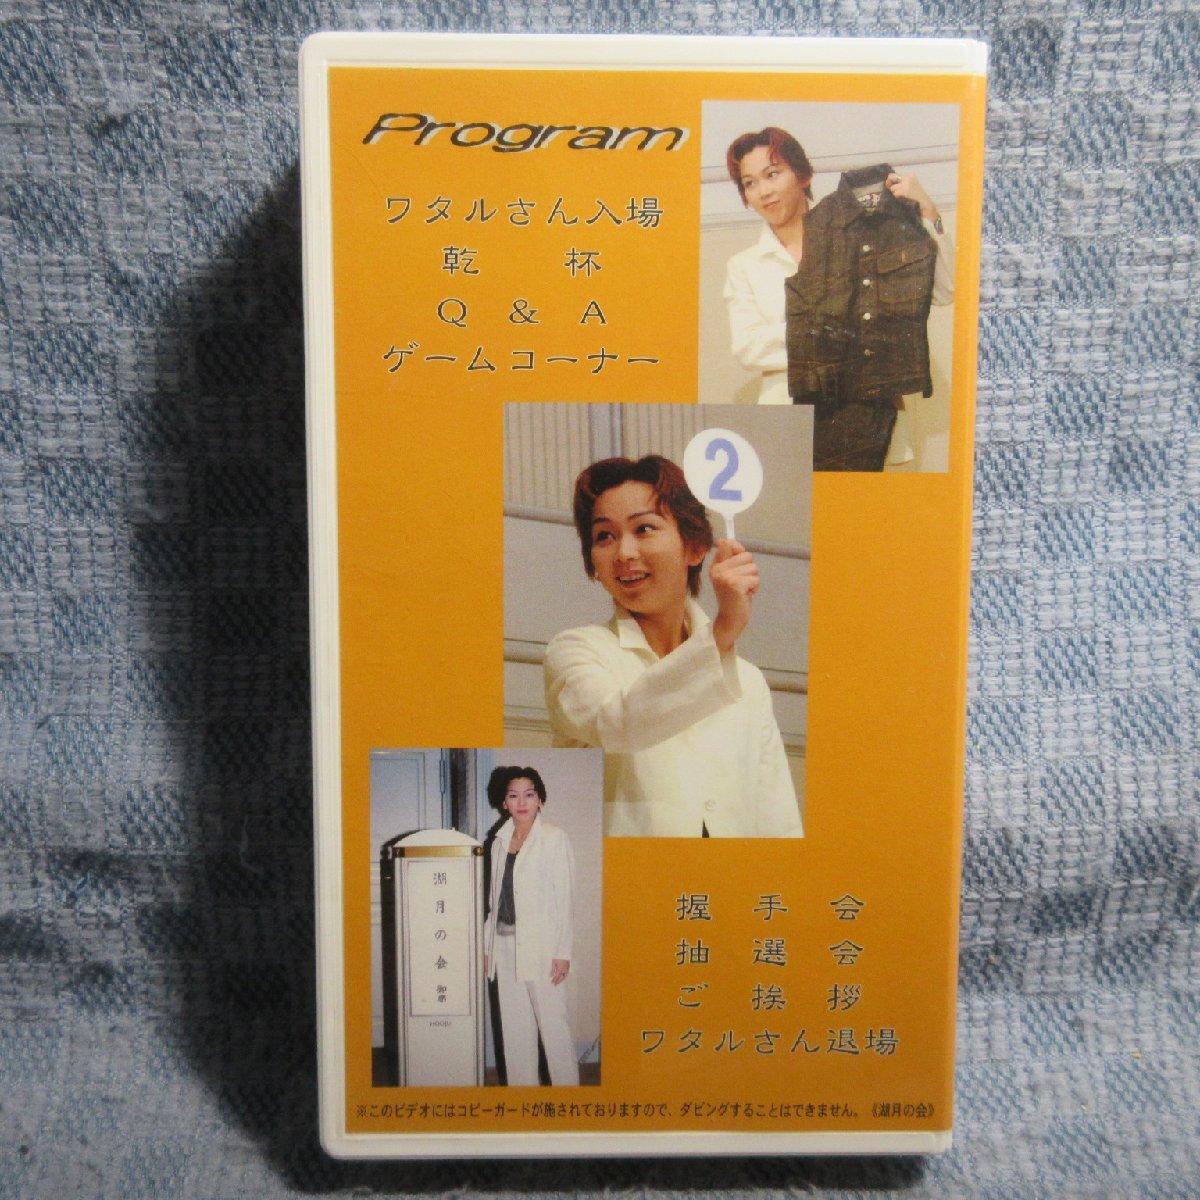 Program
ワタルさん入場
乾　　杯
Q & A
ゲームコーナー
2
湖月の会
握　手　会
抽　選　会
ご　挨　拶
ワタルさん退場
※このビデオにはコピーガードが施されておりますので、ダビングすることはできません。《湖月の会》